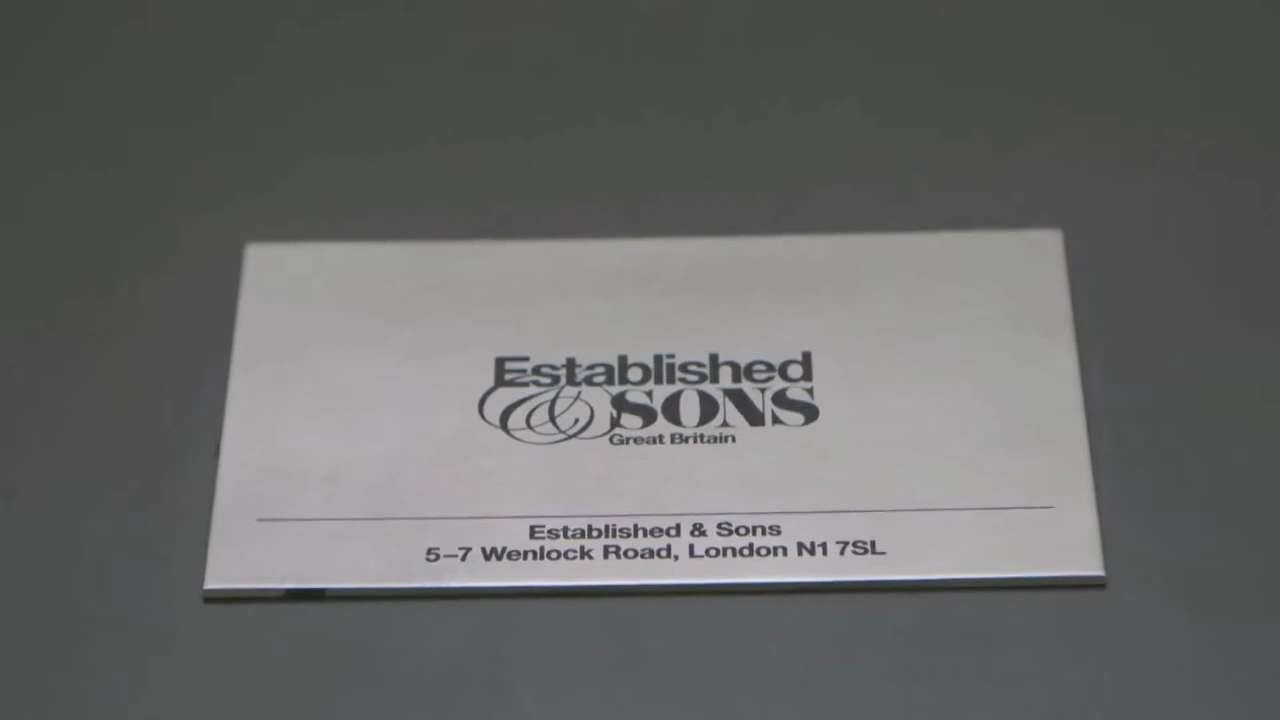 Established
& SONS
Great Britain
Established & Sons
5–7 Wenlock Road, London N1 7SL